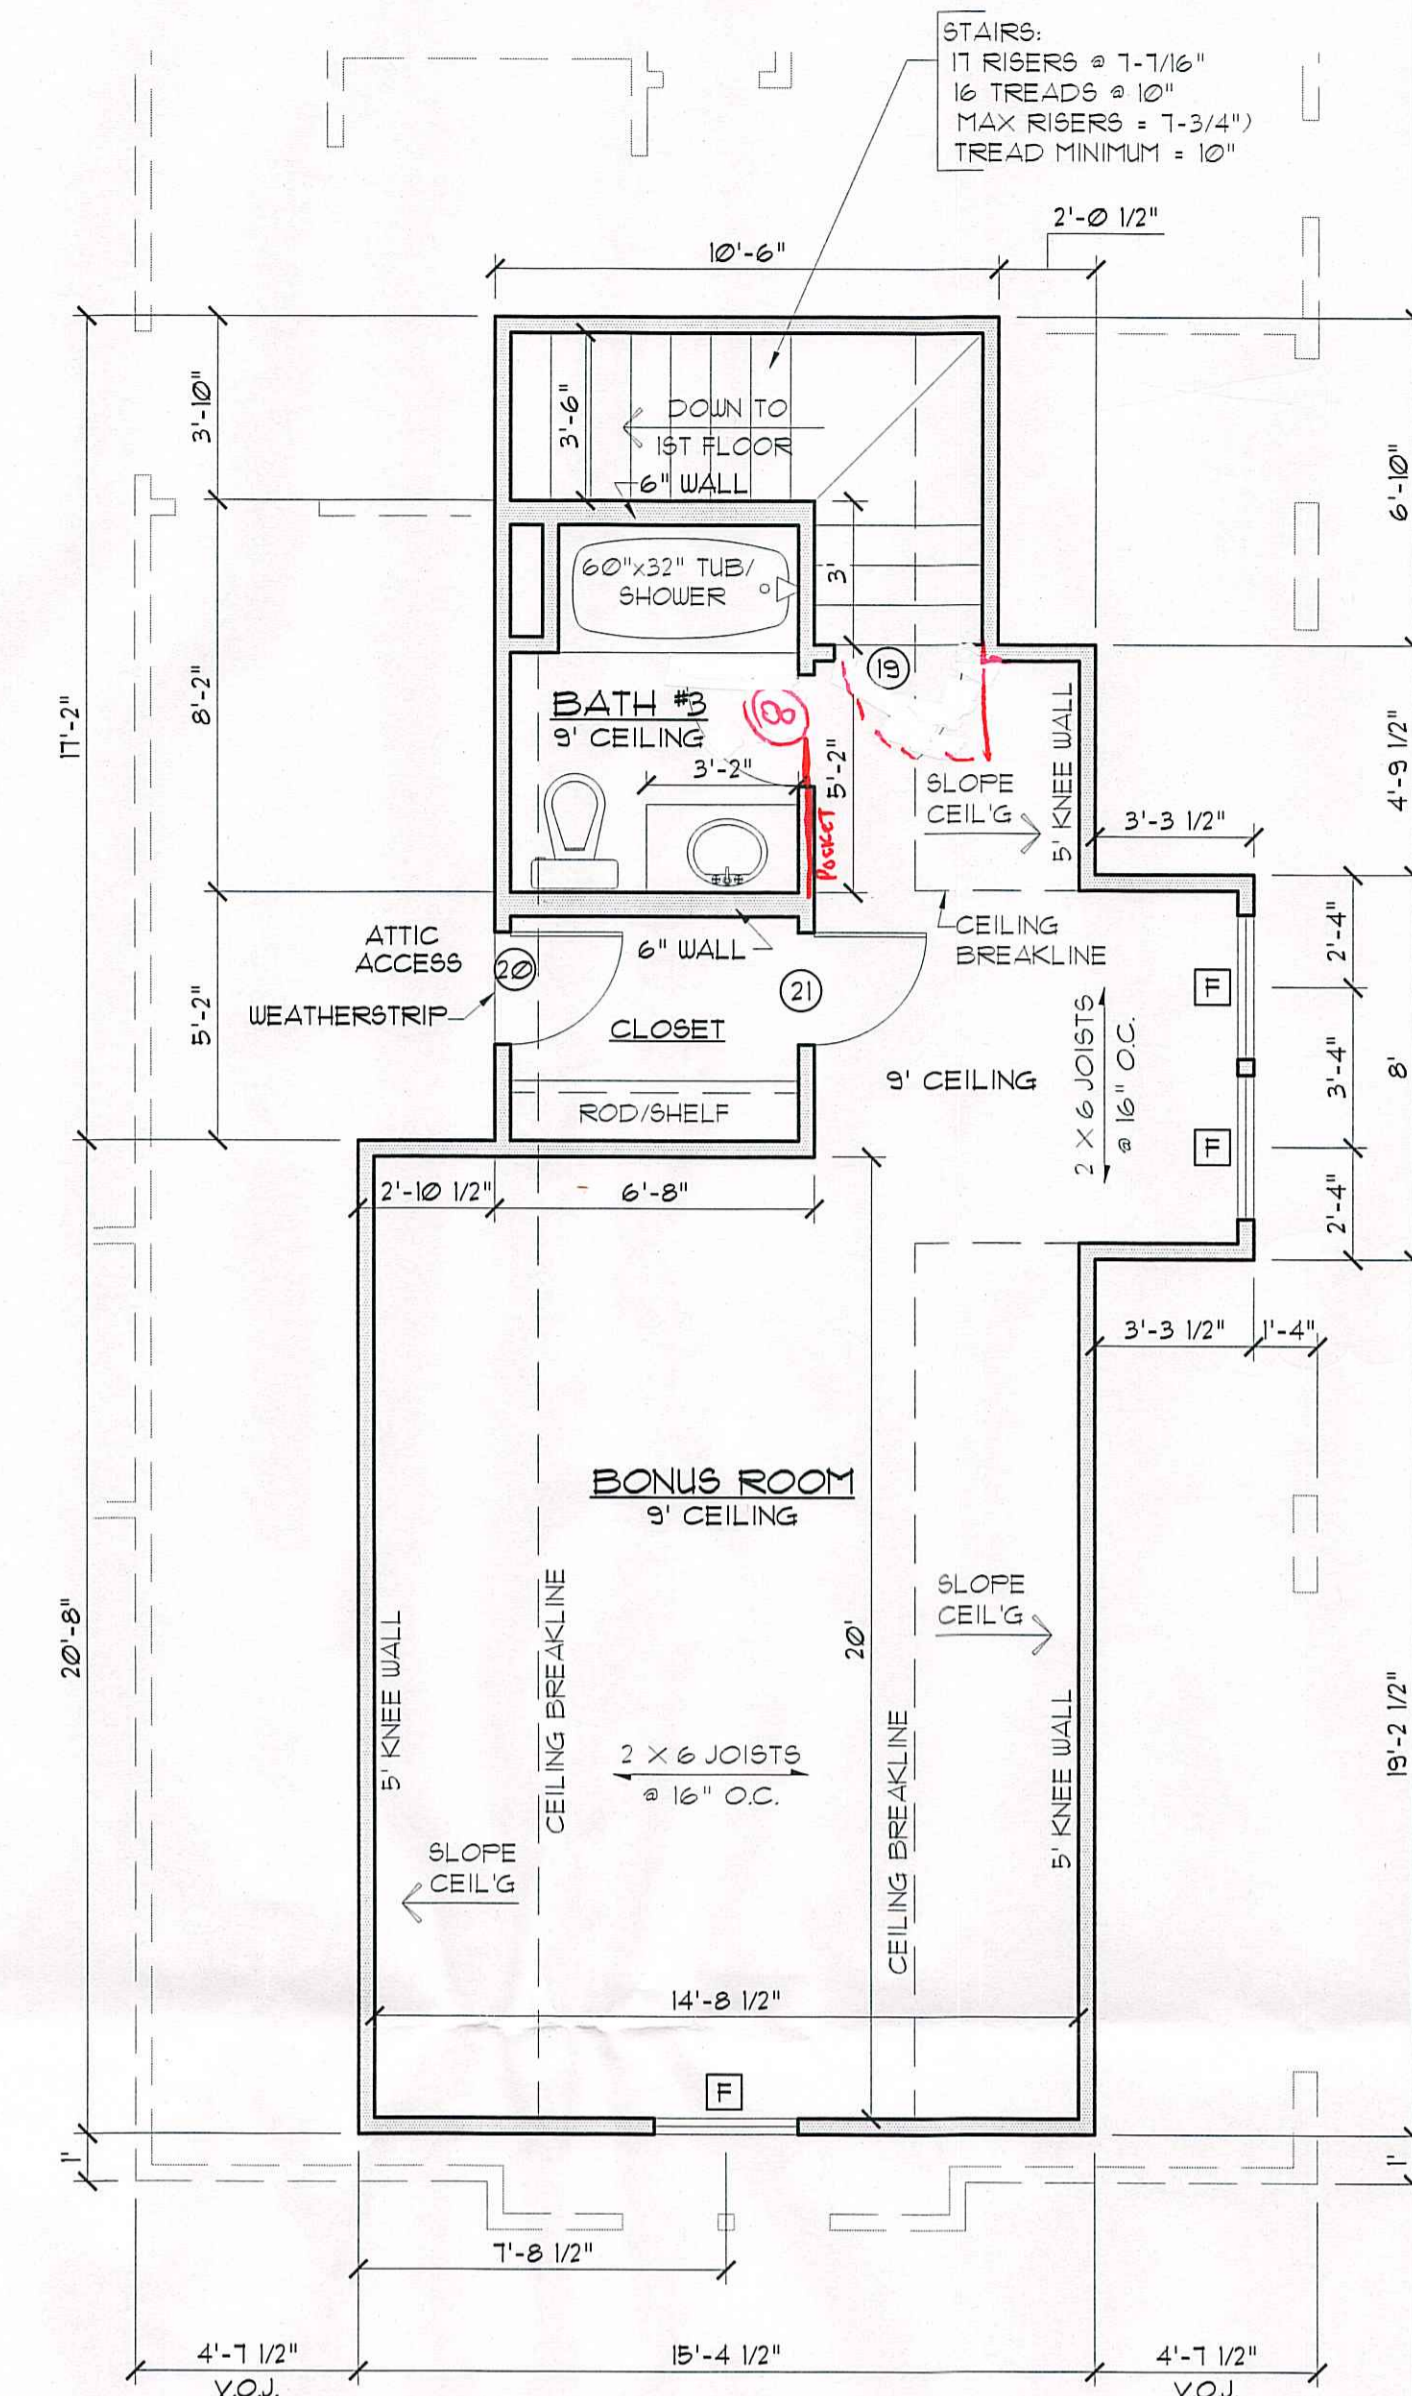 STAIRS:
17 RISERS @ 7-7/16"
16 TREADS @ 10"
MAX RISERS = 7-3/4")
TREAD MINIMUM = 10"
2'-0 1/2"
10'-6"
3'-10"
3'-6"
DOWN TO
1ST FLOOR
6" WALL
6'-10"
60"x32" TUB/
SHOWER
3'
19
17'-2"
8'-2"
BATH #3
9' CEILING
3'-2"
5'-2"
POCKET
SLOPE
CEIL'G
5' KNEE WALL
4'-9 1/2"
3'-3 1/2"
ATTIC
ACCESS
WEATHERSTRIP
20
6" WALL
21
CEILING
BREAKLINE
F
2'-4"
5'-2"
CLOSET
9' CEILING
2 X 6 JOISTS
@ 16" O.C.
3'-4"
8'
ROD/SHELF
F
2'-10 1/2"
6'-8"
2'-4"
3'-3 1/2"
1'-4"
BONUS ROOM
9' CEILING
20'-8"
5' KNEE WALL
CEILING BREAKLINE
20'
SLOPE
CEIL'G
5' KNEE WALL
19'-2 1/2"
2 X 6 JOISTS
@ 16" O.C.
CEILING BREAKLINE
SLOPE
CEIL'G
14'-8 1/2"
F
1'
1'
7'-8 1/2"
4'-7 1/2"
V.O.J.
15'-4 1/2"
4'-7 1/2"
V.O.J.